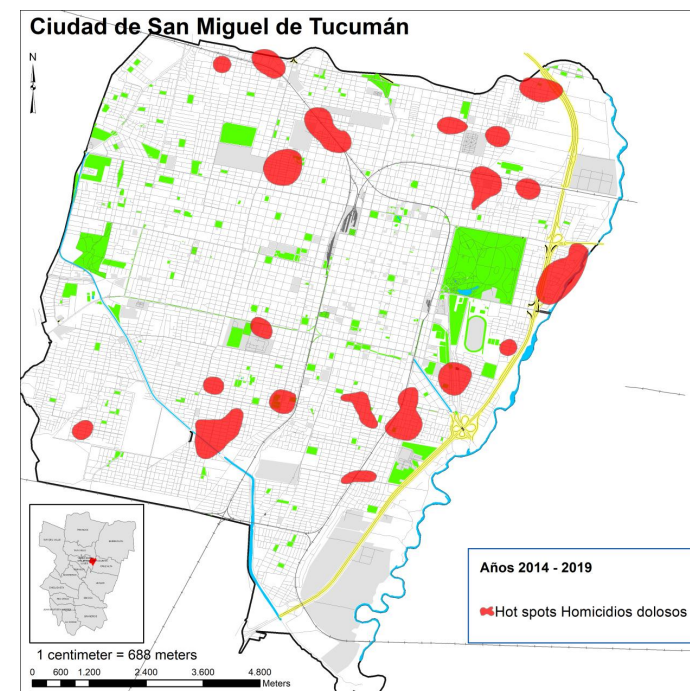 Ciudad de San Miguel de Tucumán
N
Años 2014 - 2019
Hot spots Homicidios dolosos
1 centimeter = 688 meters
0 600 1.200 2.400 3.600 4.800
Meters